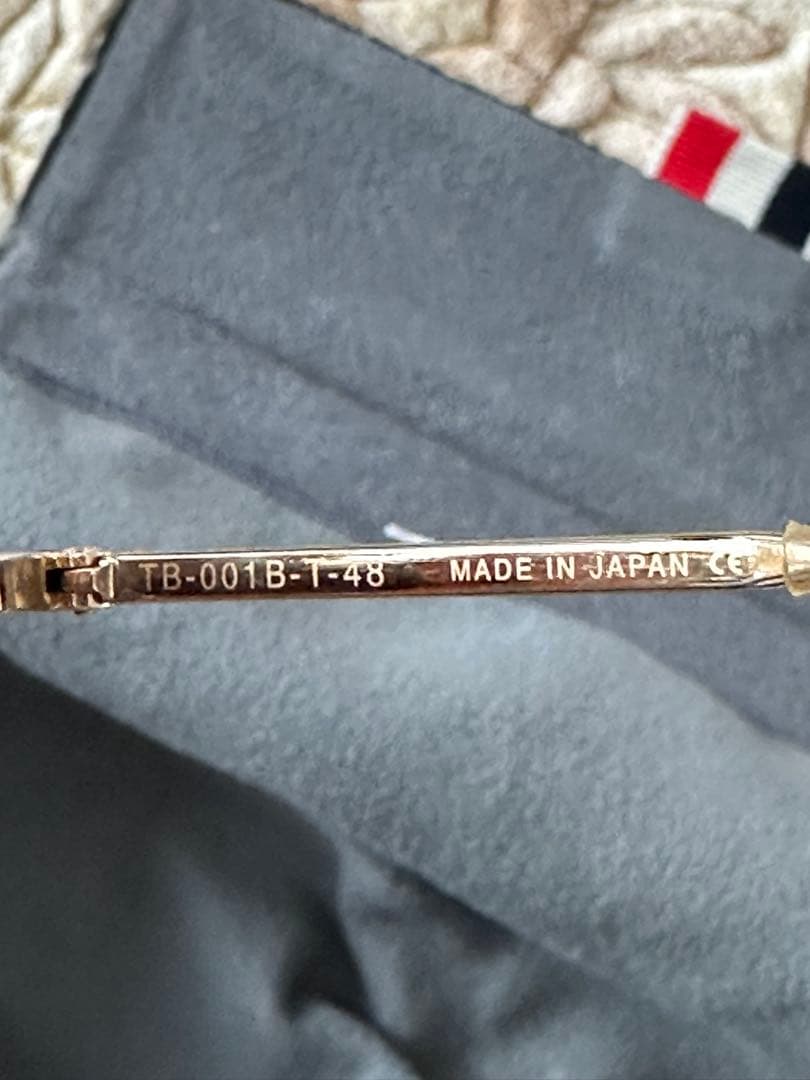 TB-001B-T-48 MADE IN JAPAN CE